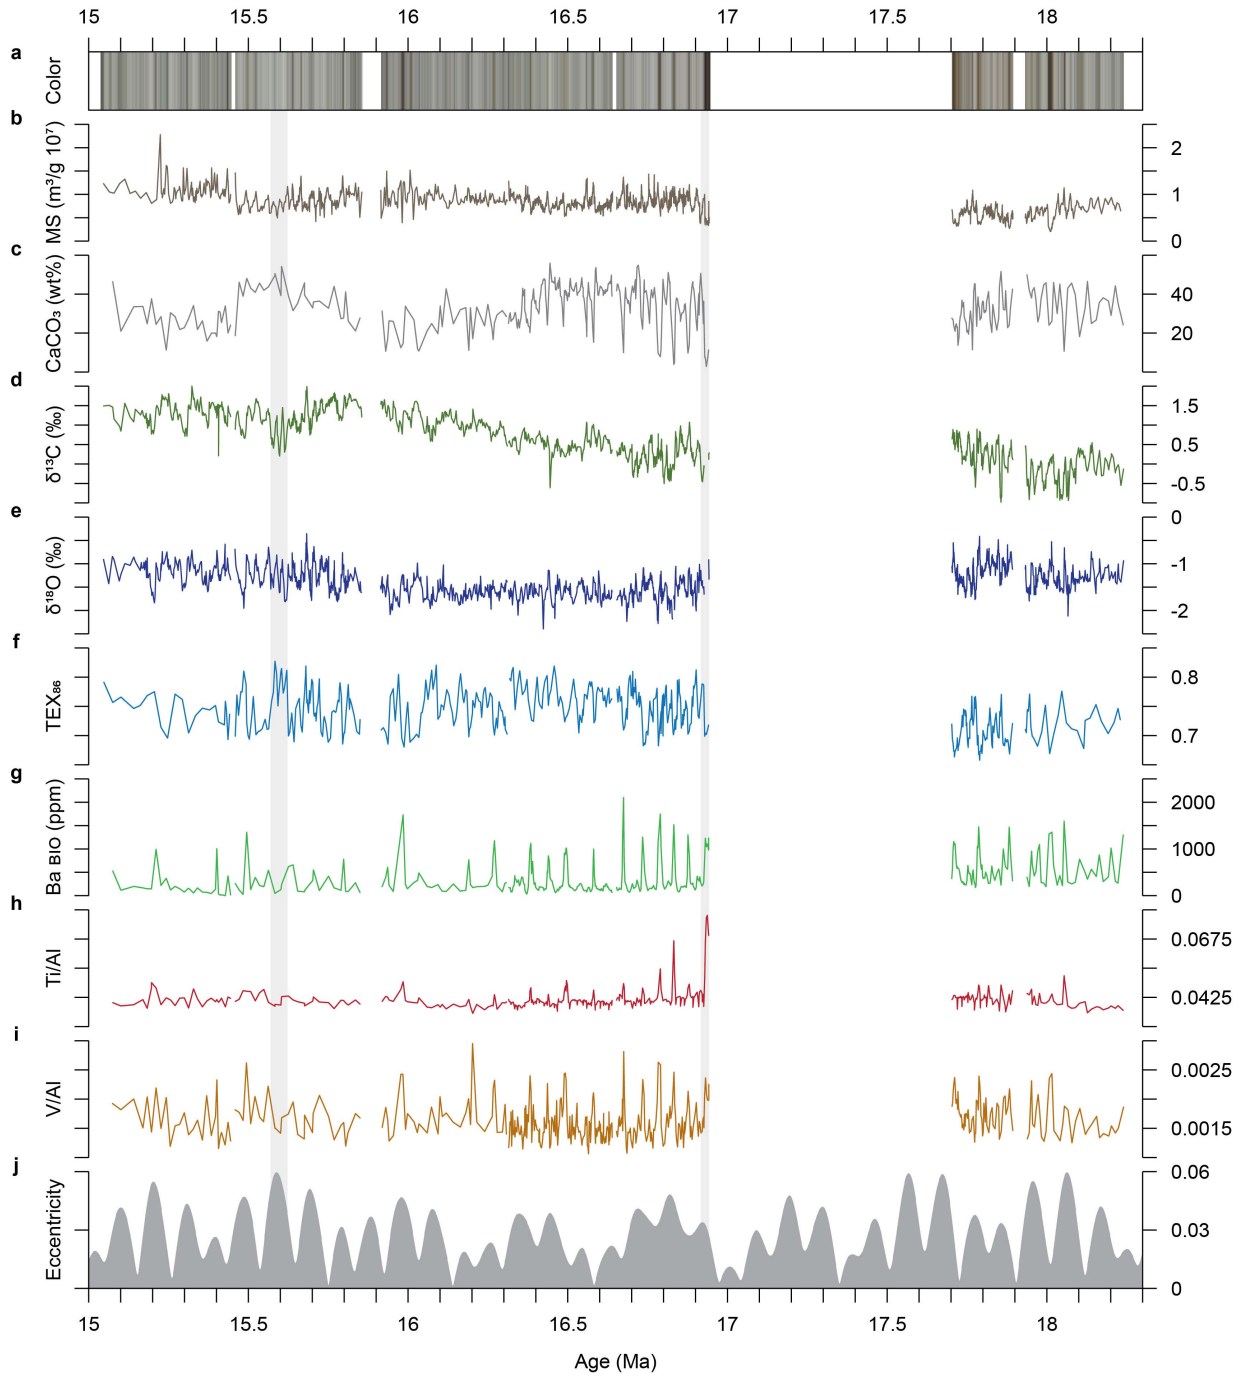 15 15.5 16 16.5 17 17.5 18
a
Color
b
MS (m³/g 10⁷)
2
1
0
c
CaCO₃ (wt%)
40
20
d
δ¹³C (‰)
1.5
0.5
-0.5
e
δ¹⁸O (‰)
0
-1
-2
f
TEX₈₆
0.8
0.7
g
Ba BIO (ppm)
2000
1000
0
h
Ti/Al
0.0675
0.0425
i
V/Al
0.0025
0.0015
j
Eccentricity
0.06
0.03
0
15 15.5 16 16.5 17 17.5 18
Age (Ma)